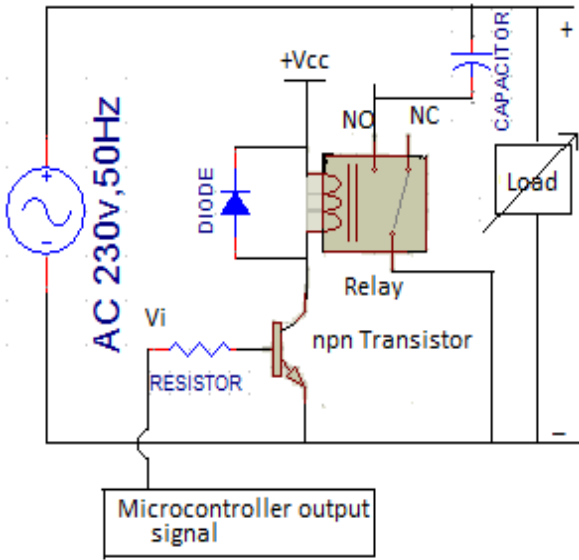 CAPACITOR
+
+Vcc
NO
NC
AC 230v,50Hz
+
−
DIODE
Load
Relay
Vi
npn Transistor
RESISTOR
−
Microcontroller output
signal